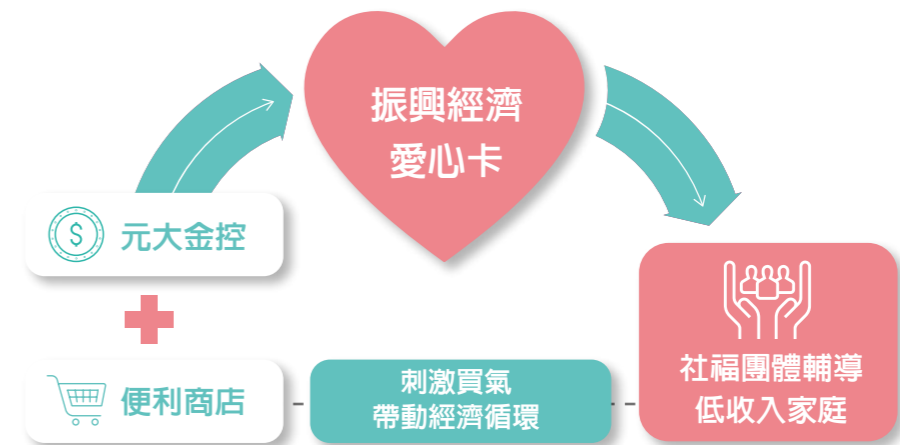 振興經濟
愛心卡
$
元大金控
便利商店
刺激買氣
帶動經濟循環
社福團體輔導
低收入家庭